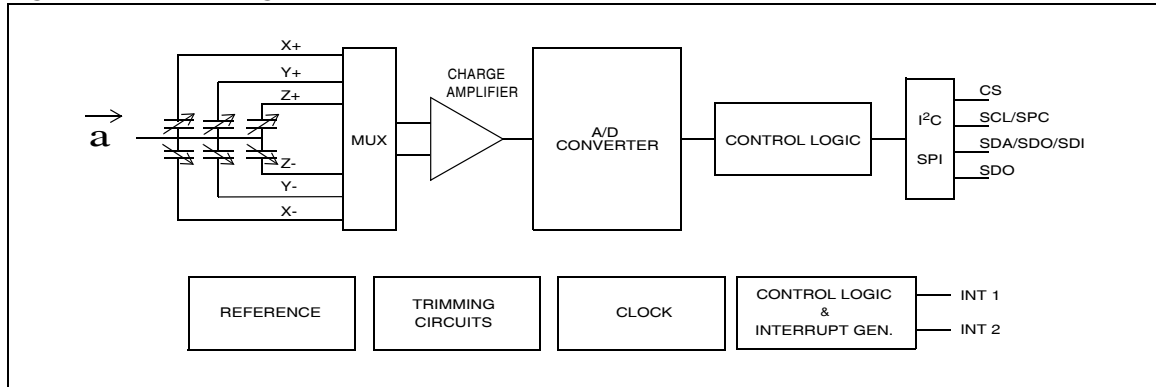 X+
Y+
Z+
a
Z-
Y-
X-
MUX
CHARGE
AMPLIFIER
A/D
CONVERTER
CONTROL LOGIC
I²C
SPI
CS
SCL/SPC
SDA/SDO/SDI
SDO
REFERENCE
TRIMMING
CIRCUITS
CLOCK
CONTROL LOGIC
&
INTERRUPT GEN.
INT 1
INT 2